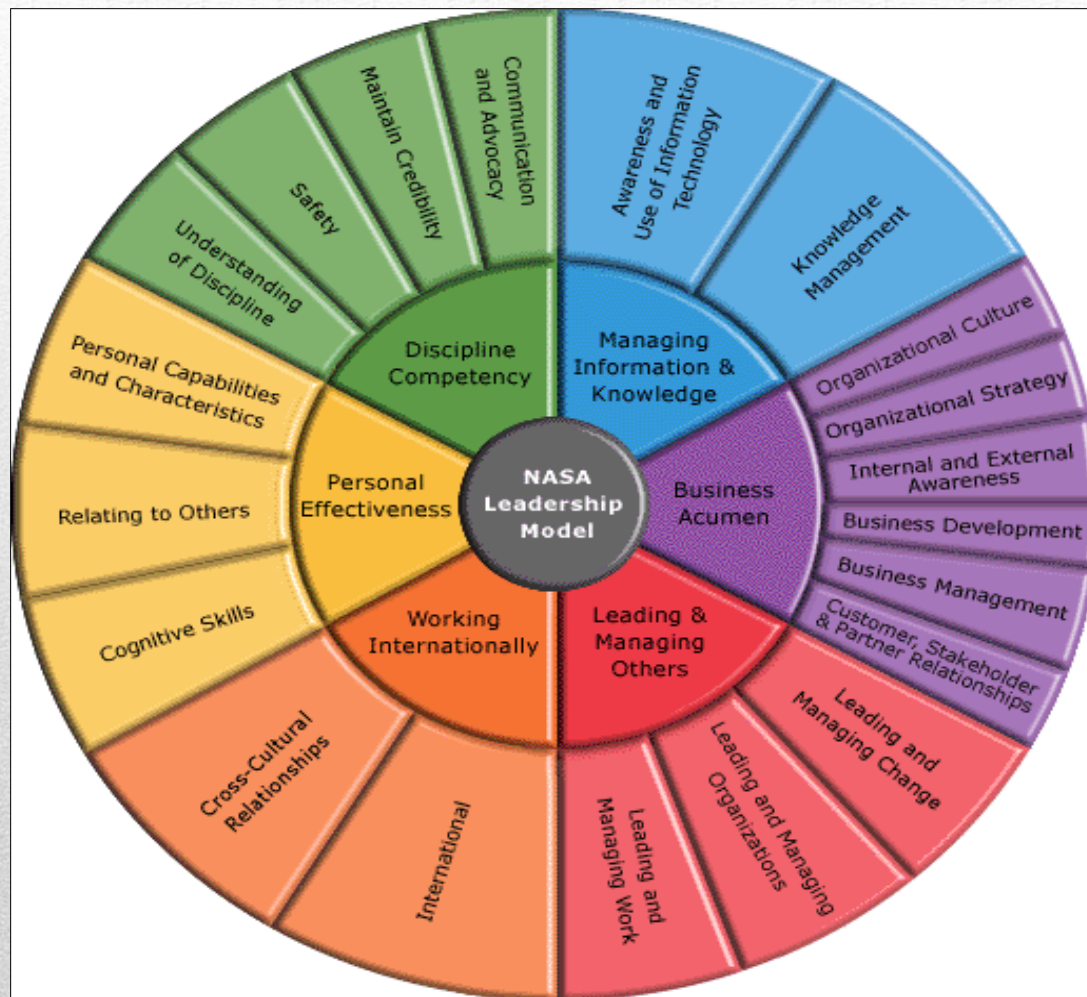 NASA
Leadership
Model
Managing
Information &
Knowledge
Awareness and
Use of Information
Technology
Knowledge
Management
Business
Acumen
Organizational Culture
Organizational Strategy
Internal and External
Awareness
Business Development
Business Management
Customer, Stakeholder
& Partner Relationships
Leading &
Managing
Others
Leading and
Managing Change
Leading and Managing
Organizations
Leading and
Managing Work
Working
Internationally
International
Cross-Cultural
Relationships
Personal
Effectiveness
Cognitive Skills
Relating to Others
Personal Capabilities
and Characteristics
Discipline
Competency
Understanding
of Discipline
Safety
Maintain Credibility
Communication
and Advocacy